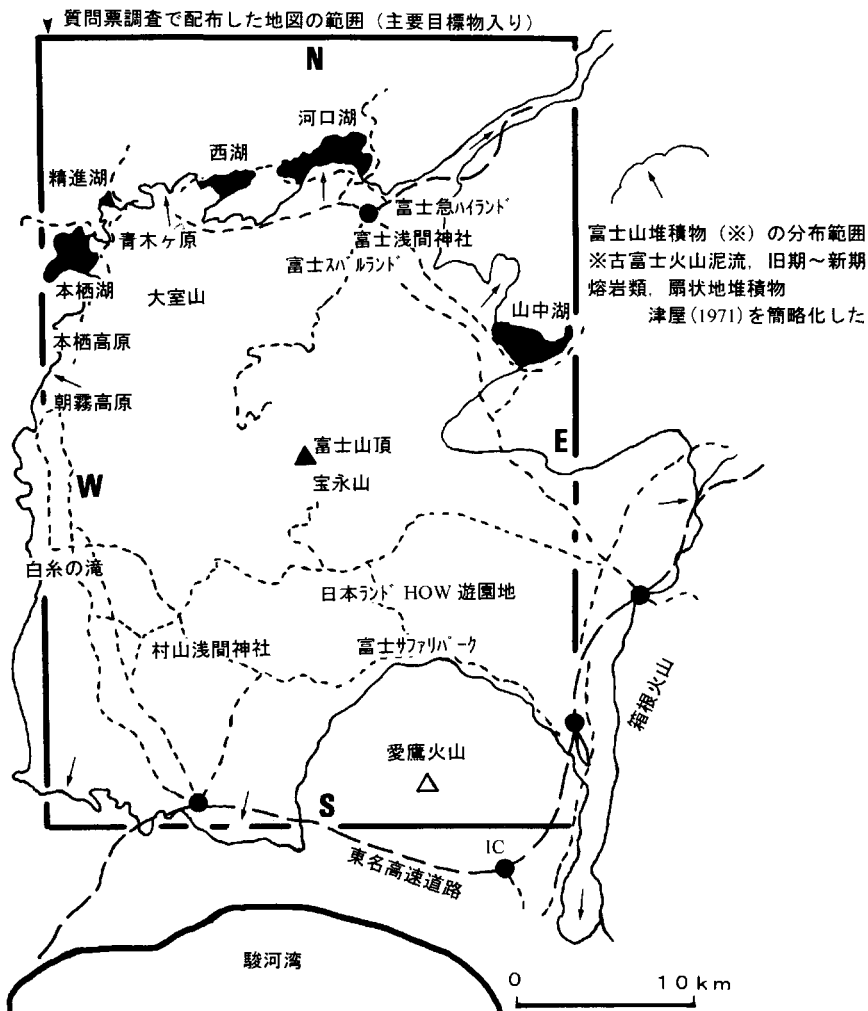 質問票調査で配布した地図の範囲（主要目標物入り）
N
河口湖
西湖
精進湖
富士急ﾊｲﾗﾝﾄﾞ
青木ヶ原
富士浅間神社
富士山堆積物（※）の分布範囲
富士ｽﾊﾞﾙﾗﾝﾄﾞ
※古富士火山泥流，旧期～新期
本栖湖
大室山
熔岩類，扇状地堆積物
山中湖
津屋(1971)を簡略化した
本栖高原
朝霧高原
E
富士山頂
W
宝永山
白糸の滝
日本ﾗﾝﾄﾞ HOW 遊園地
村山浅間神社
富士ｻﾌｧﾘﾊﾟｰｸ
箱根火山
愛鷹火山
S
IC
東名高速道路
駿河湾
0 10km